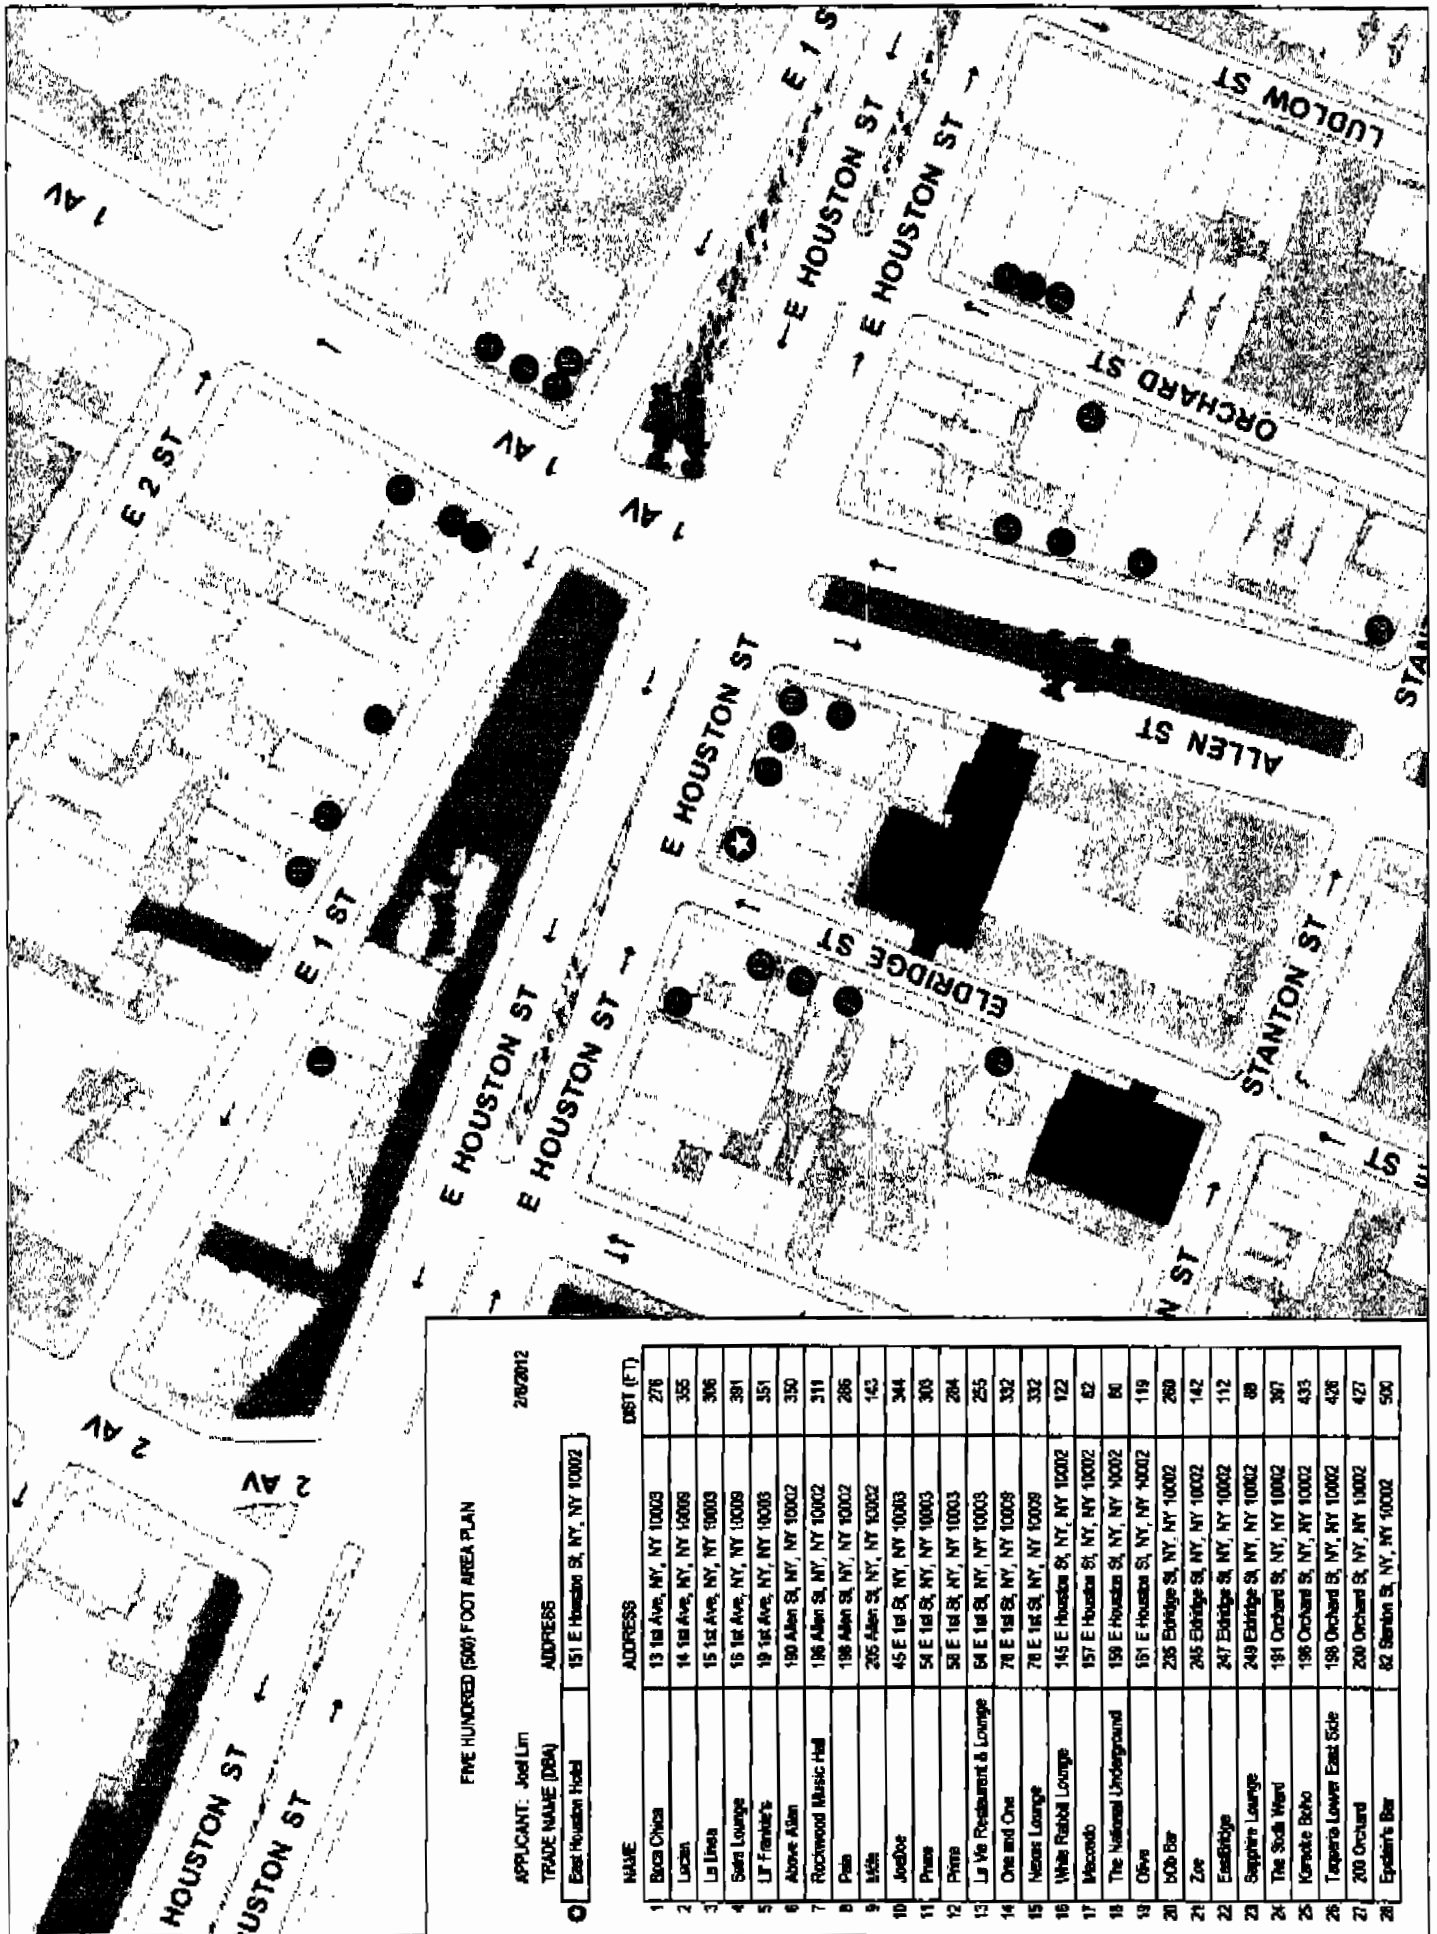 FIVE HUNDRED (500) FOOT AREA PLAN
APPLICANT: Joel Lim 2/8/2012
TRADE NAME (DBA) ADDRESS
East Houston Hotel 151 E Houston St, NY, NY 10002
NAME ADDRESS DIST (FT)
1 Boca Chica 13 1st Ave, NY, NY 10003 276
2 Lucien 14 1st Ave, NY, NY 10009 355
3 La Linea 15 1st Ave, NY, NY 10003 306
4 Saint Lounge 16 1st Ave, NY, NY 10009 391
5 Lil' Frankie's 19 1st Ave, NY, NY 10003 351
6 Above Allen 190 Allen St, NY, NY 10002 350
7 Rockwood Music Hall 196 Allen St, NY, NY 10002 311
8 Pala 198 Allen St, NY, NY 10002 286
9 205 Allen St, NY, NY 10002 143
10 JoeDoe 45 E 1st St, NY, NY 10003 344
11 Prune 54 E 1st St, NY, NY 10003 303
12 Prima 58 E 1st St, NY, NY 10003 284
13 La Vie Restaurant & Lounge 64 E 1st St, NY, NY 10003 255
14 One and One 76 E 1st St, NY, NY 10009 332
15 Nexus Lounge 76 E 1st St, NY, NY 10009 332
16 White Rabbit Lounge 145 E Houston St, NY, NY 10002 122
17 Macondo 157 E Houston St, NY, NY 10002 62
18 The National Underground 159 E Houston St, NY, NY 10002 80
19 Oliva 161 E Houston St, NY, NY 10002 119
20 bOb Bar 235 Eldridge St, NY, NY 10002 260
21 Zoe 245 Eldridge St, NY, NY 10002 142
22 EastBridge 247 Eldridge St, NY, NY 10002 112
23 Sapphire Lounge 249 Eldridge St, NY, NY 10002 88
24 The Sixth Ward 191 Orchard St, NY, NY 10002 397
25 Karaoke Boho 196 Orchard St, NY, NY 10002 433
26 Taqueria Lower East Side 198 Orchard St, NY, NY 10002 426
27 200 Orchard 200 Orchard St, NY, NY 10002 427
28 Epstein's Bar 82 Stanton St, NY, NY 10002 500
HOUSTON ST
USTON ST
2 AV
2 AV
E HOUSTON ST
E HOUSTON ST
E 1 ST
E 2 ST
1 AV
1 AV
1 AV
E 1 S
E HOUSTON ST
E HOUSTON ST
E HOUSTON ST
ELDRIDGE ST
ALLEN ST
ORCHARD ST
LUDLOW ST
STANTON ST
N ST
ST
STAN